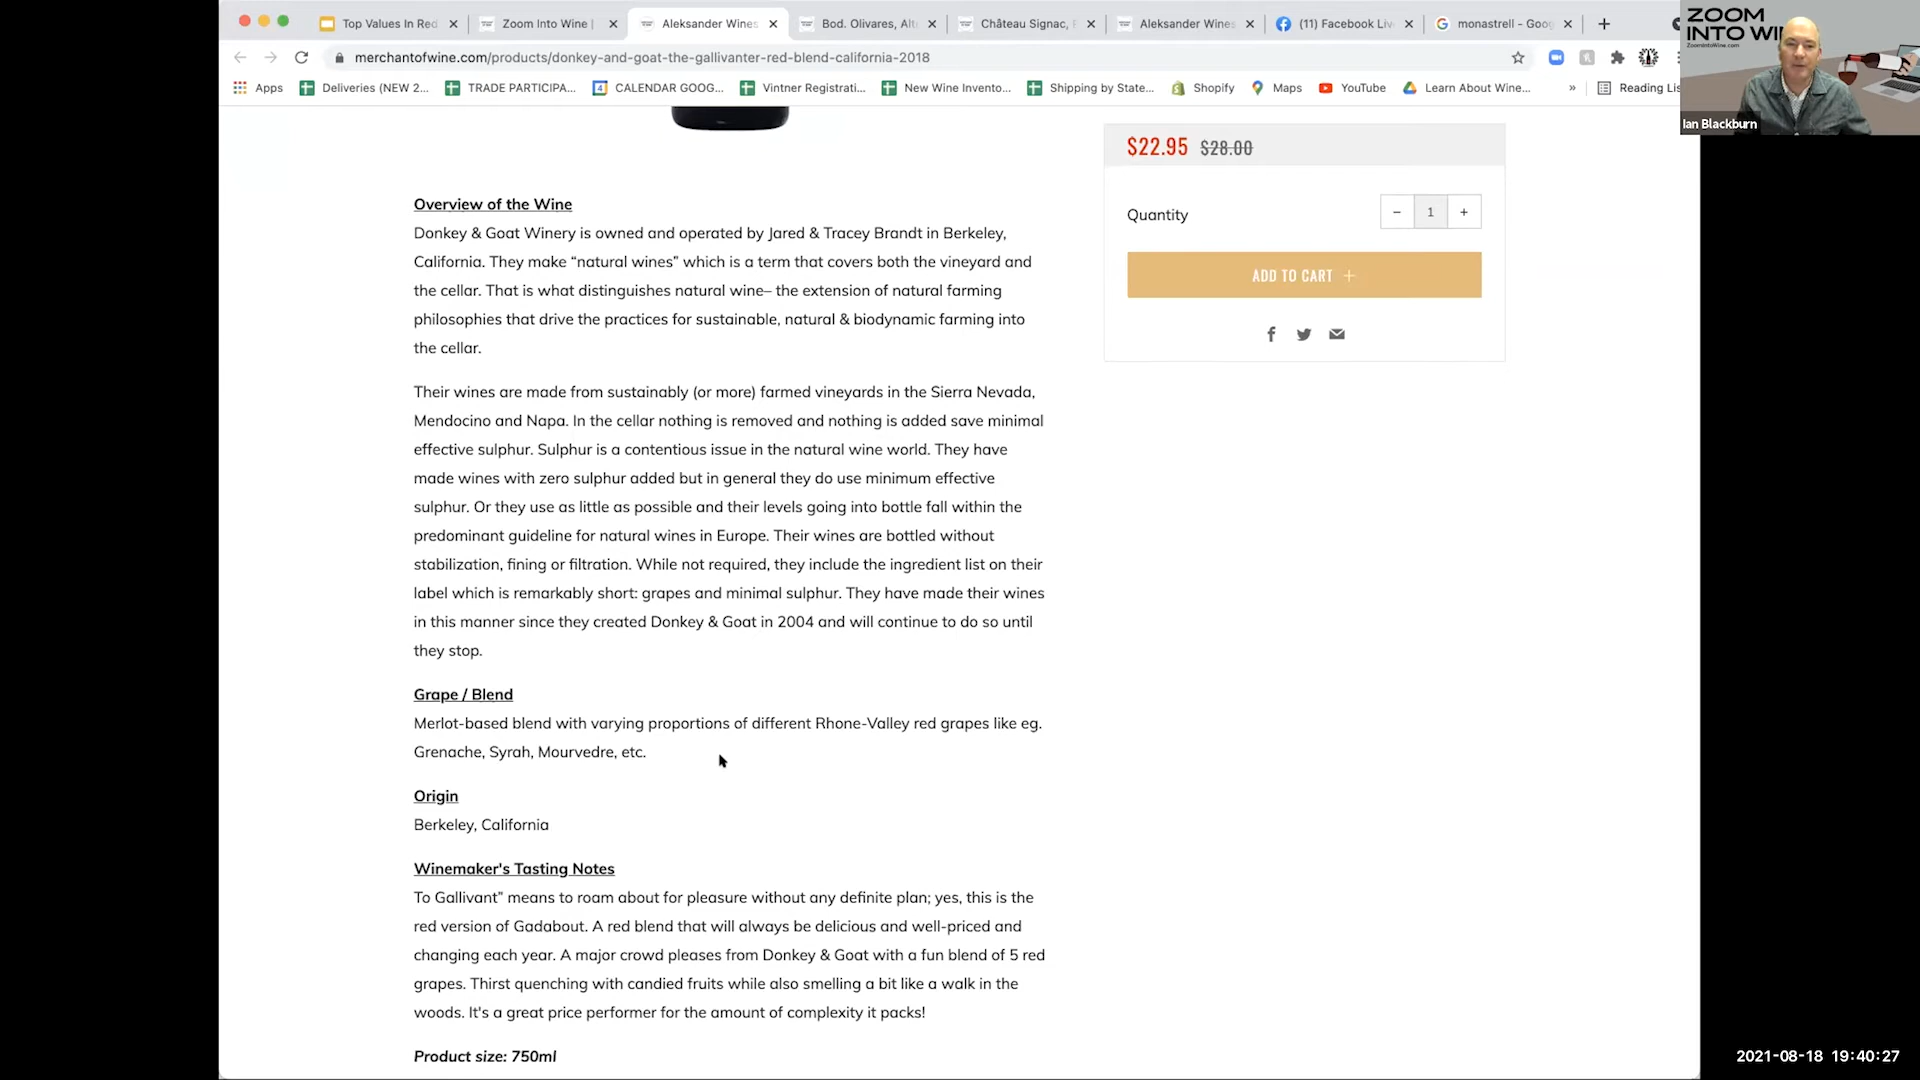 Top Values In Red
Zoom Into Wine |
Aleksander Wines
Bod. Olivares, Alt
Château Signac,
Aleksander Wines
(11) Facebook Liv
monastrell - Goog
merchantofwine.com/products/donkey-and-goat-the-gallivanter-red-blend-california-2018
Apps
Deliveries (NEW 2...
TRADE PARTICIPA...
CALENDAR GOOG...
Vintner Registrati...
New Wine Invento...
Shipping by State...
Shopify
Maps
YouTube
Learn About Wine...
»
Reading Lis
ZOOM
INTO WI
ZoomIntoWine.com
Ian Blackburn
$22.95 $28.00
Quantity
− 1 +
ADD TO CART +
Overview of the Wine
Donkey & Goat Winery is owned and operated by Jared & Tracey Brandt in Berkeley,
California. They make “natural wines” which is a term that covers both the vineyard and
the cellar. That is what distinguishes natural wine– the extension of natural farming
philosophies that drive the practices for sustainable, natural & biodynamic farming into
the cellar.
Their wines are made from sustainably (or more) farmed vineyards in the Sierra Nevada,
Mendocino and Napa. In the cellar nothing is removed and nothing is added save minimal
effective sulphur. Sulphur is a contentious issue in the natural wine world. They have
made wines with zero sulphur added but in general they do use minimum effective
sulphur. Or they use as little as possible and their levels going into bottle fall within the
predominant guideline for natural wines in Europe. Their wines are bottled without
stabilization, fining or filtration. While not required, they include the ingredient list on their
label which is remarkably short: grapes and minimal sulphur. They have made their wines
in this manner since they created Donkey & Goat in 2004 and will continue to do so until
they stop.
Grape / Blend
Merlot-based blend with varying proportions of different Rhone-Valley red grapes like eg.
Grenache, Syrah, Mourvedre, etc.
Origin
Berkeley, California
Winemaker's Tasting Notes
To Gallivant” means to roam about for pleasure without any definite plan; yes, this is the
red version of Gadabout. A red blend that will always be delicious and well-priced and
changing each year. A major crowd pleases from Donkey & Goat with a fun blend of 5 red
grapes. Thirst quenching with candied fruits while also smelling a bit like a walk in the
woods. It's a great price performer for the amount of complexity it packs!
Product size: 750ml
2021-08-18 19:40:27